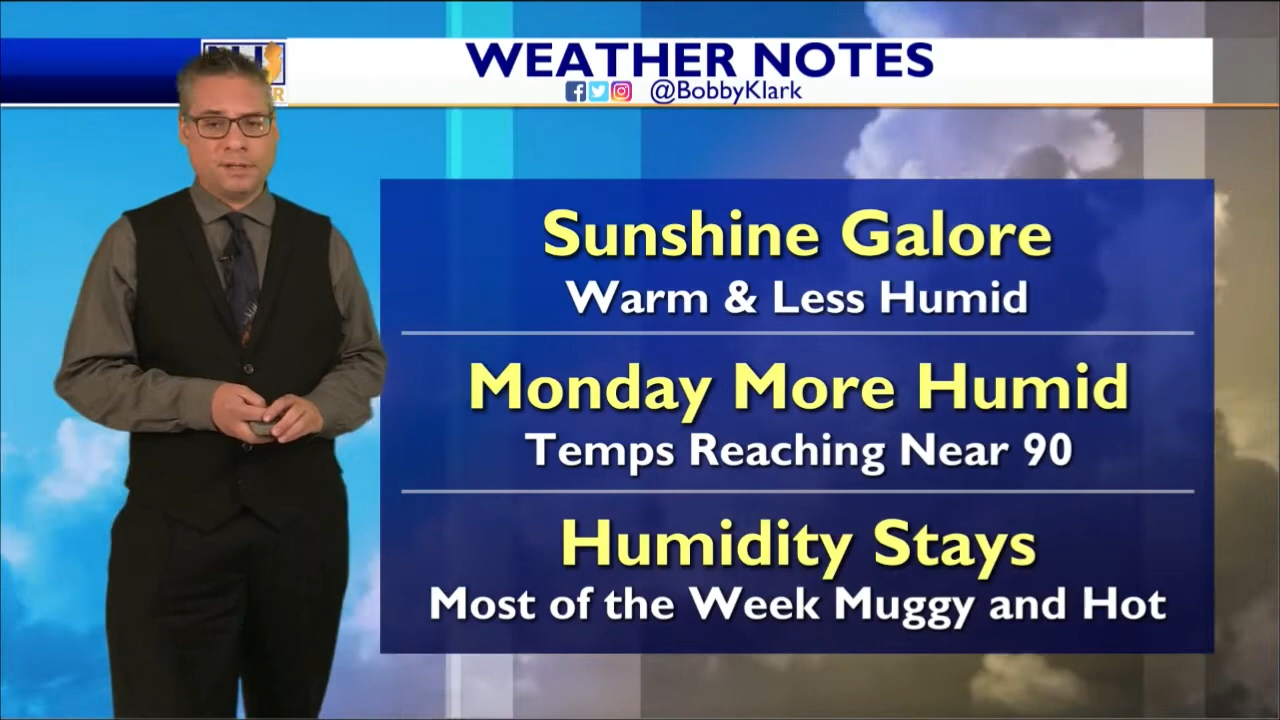 WEATHER NOTES
@BobbyKlark
Sunshine Galore
Warm & Less Humid
Monday More Humid
Temps Reaching Near 90
Humidity Stays
Most of the Week Muggy and Hot